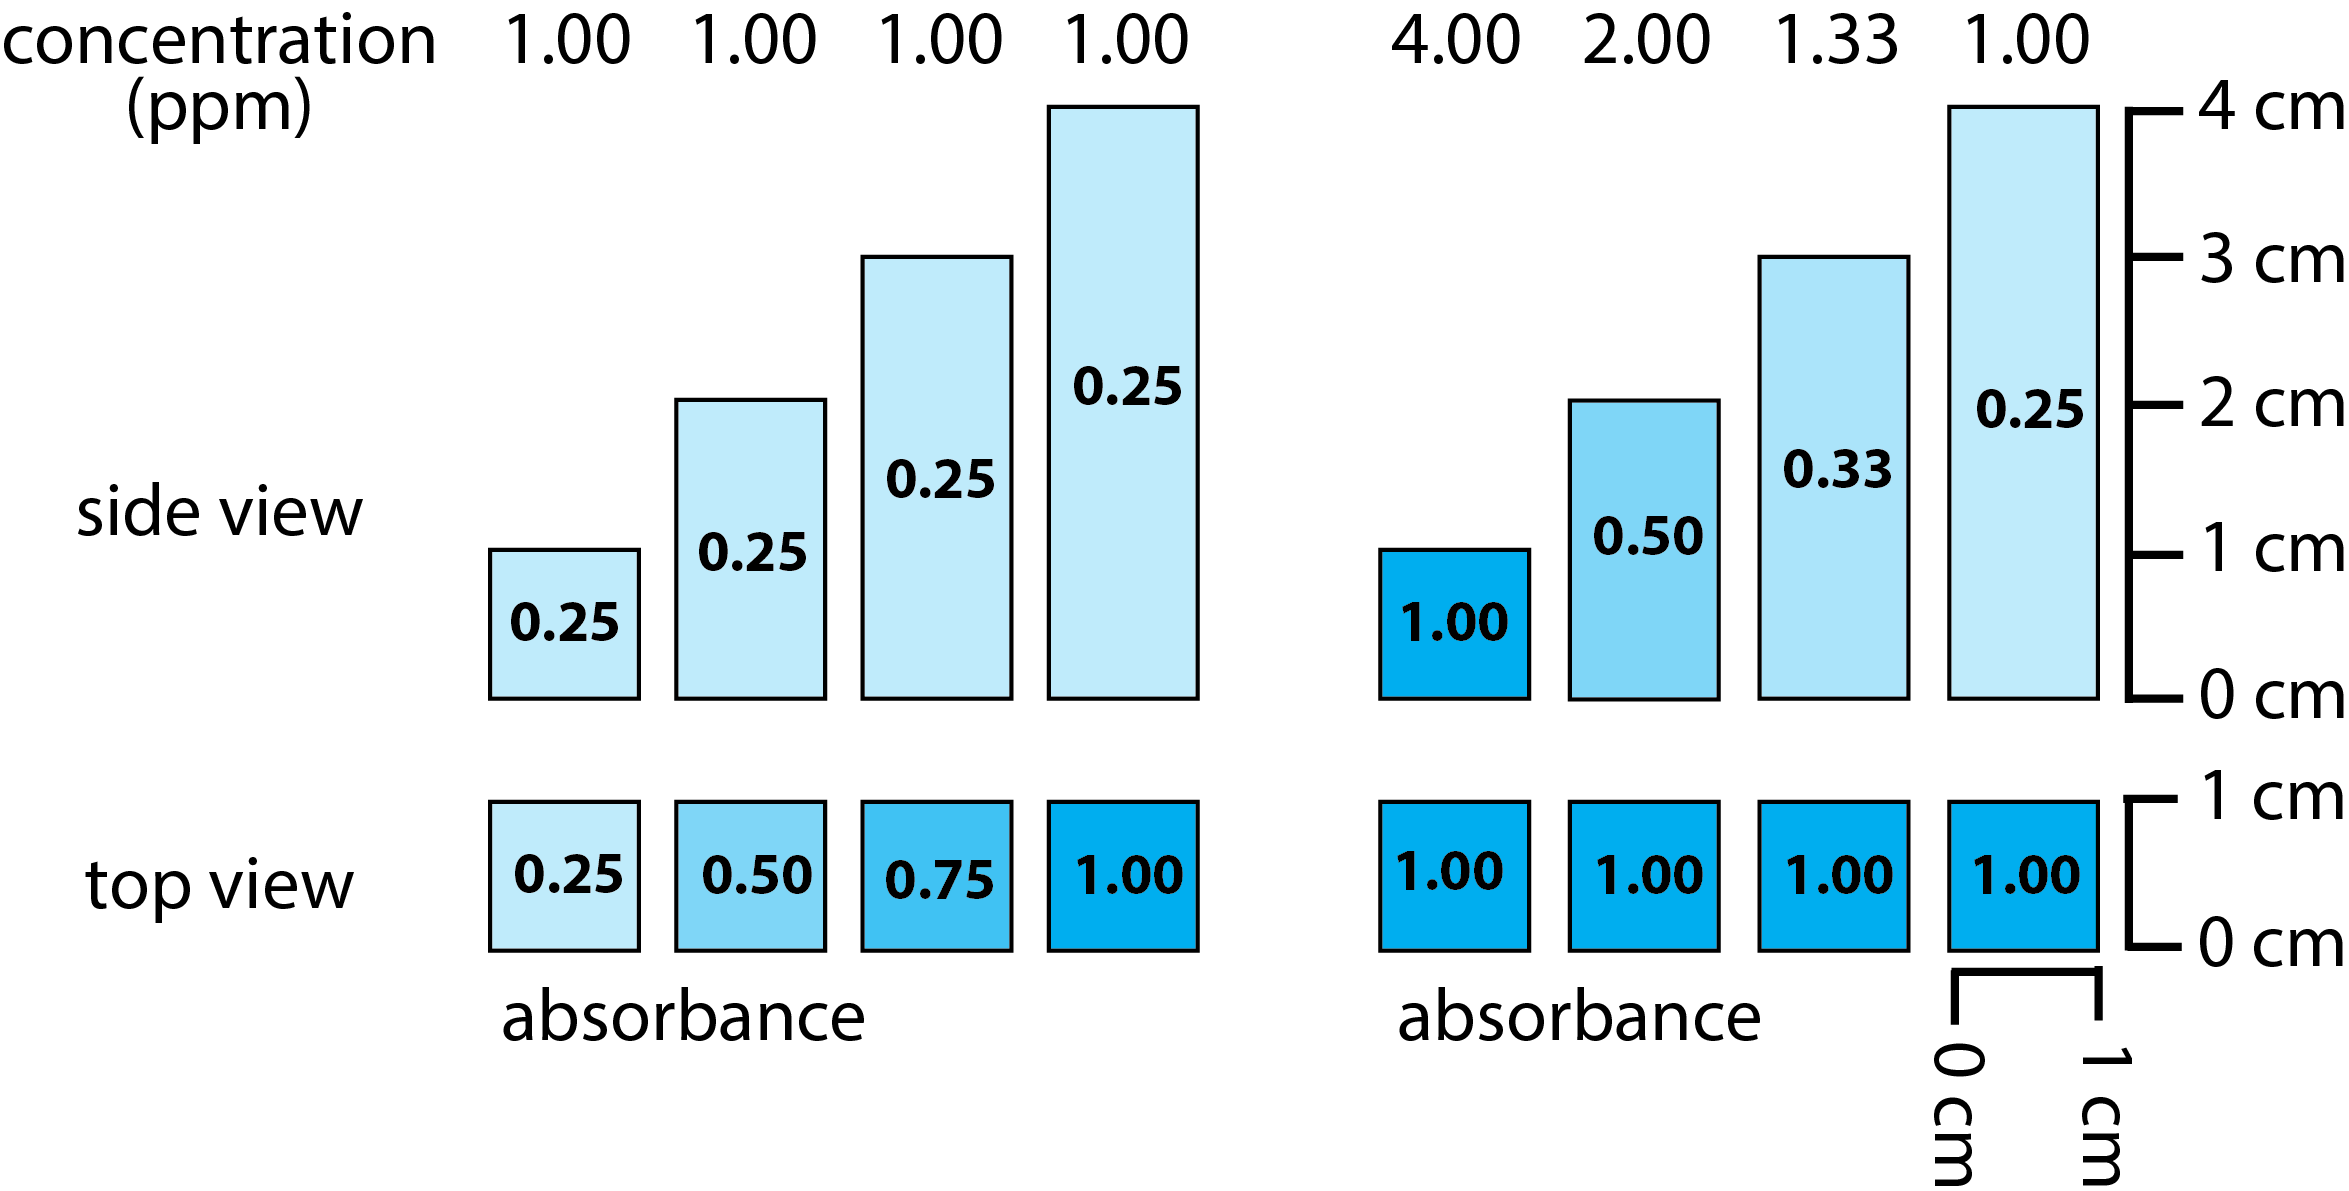 concentration 1.00 1.00 1.00 1.00 4.00 2.00 1.33 1.00
(ppm)
4 cm
3 cm
2 cm
1 cm
0 cm
side view
0.25 0.25 0.25 0.25 1.00 0.50 0.33 0.25
top view
0.25 0.50 0.75 1.00 1.00 1.00 1.00 1.00
1 cm
0 cm
absorbance absorbance
0 cm
1 cm